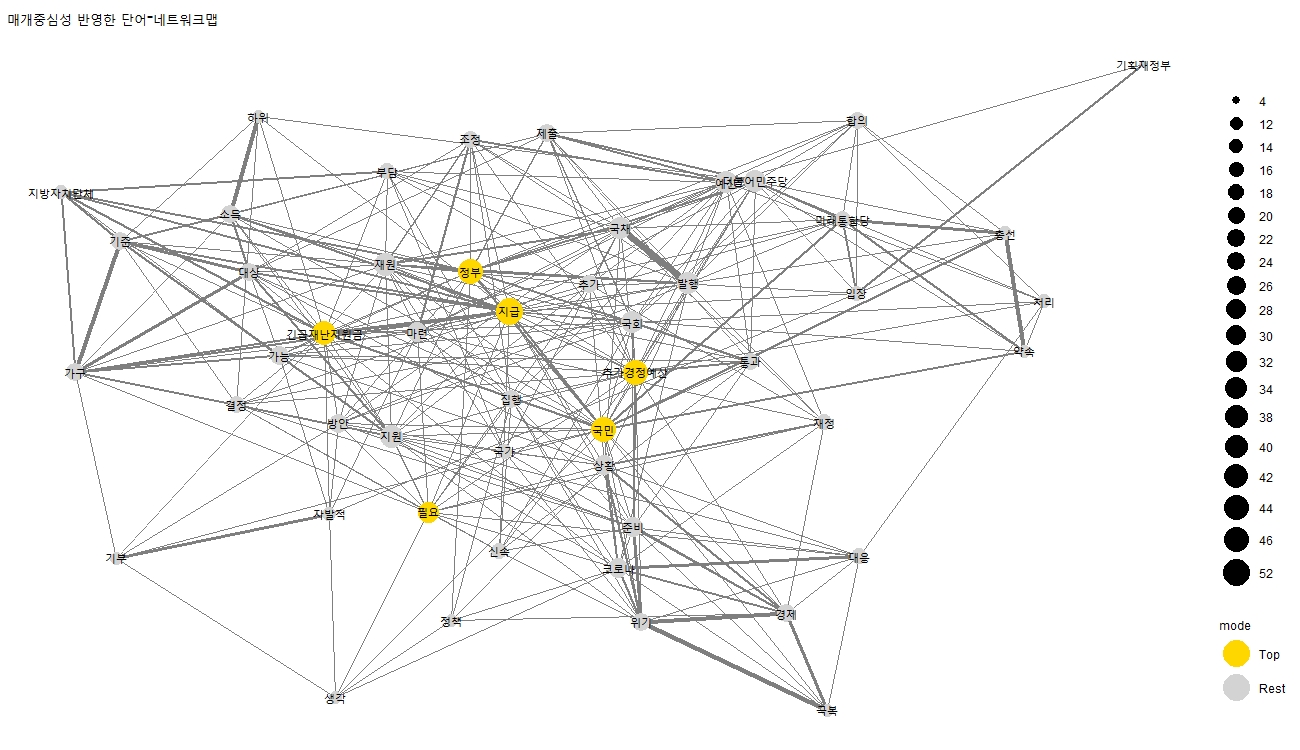 매개중심성 반영한 단어-네트워크맵
기획재정부
하위
조정
제출
합의
부담
더불어민주당
지방자치단체
소득
미래통합당
국채
총선
기준
재원
대상
정부
추가
발행
입장
처리
지급
국회
긴급재난지원금
마련
가능
약속
통과
가구
추가경정예산
결정
집행
방안
지원
국민
재정
국가
상황
자발적
필요
준비
신속
기부
코로나
대응
정책
위기
경제
생각
극복
4
12
14
16
18
20
22
24
26
28
30
32
34
38
40
42
44
46
52
mode
Top
Rest